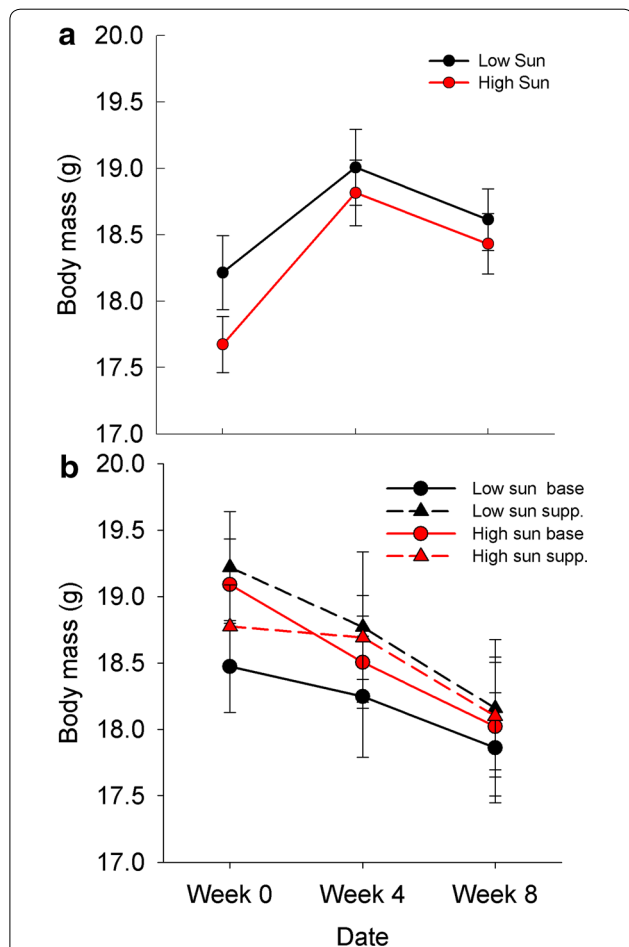 a
20.0
Low Sun
High Sun
19.5
19.0
18.5
18.0
17.5
17.0
Body mass (g)
b
20.0
Low sun base
Low sun supp.
High sun base
High sun supp.
19.5
19.0
18.5
18.0
17.5
17.0
Body mass (g)
Week 0 Week 4 Week 8
Date